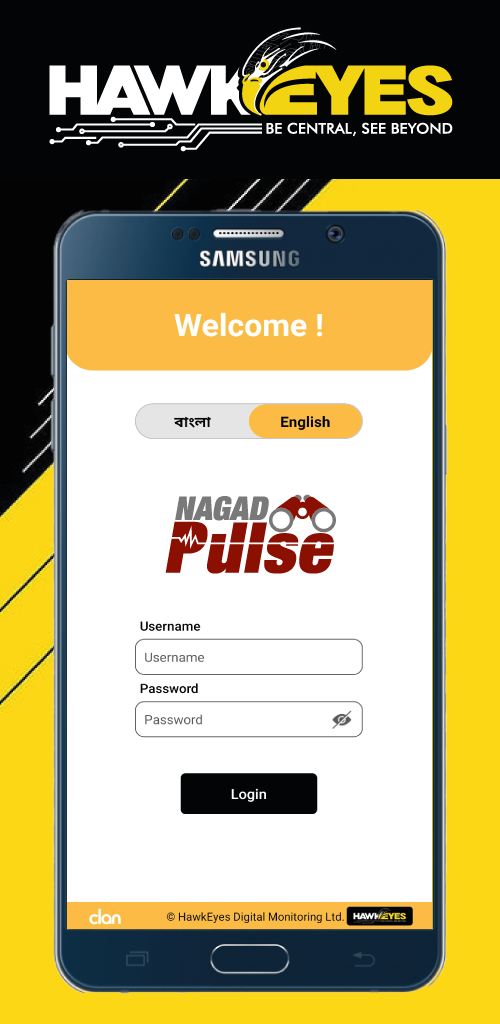 HAWKEYES
BE CENTRAL, SEE BEYOND
SAMSUNG
Welcome !
বাংলা English
NAGAD
Pulse
Username
Username
Password
Password
Login
clan © HawkEyes Digital Monitoring Ltd. HAWKEYES